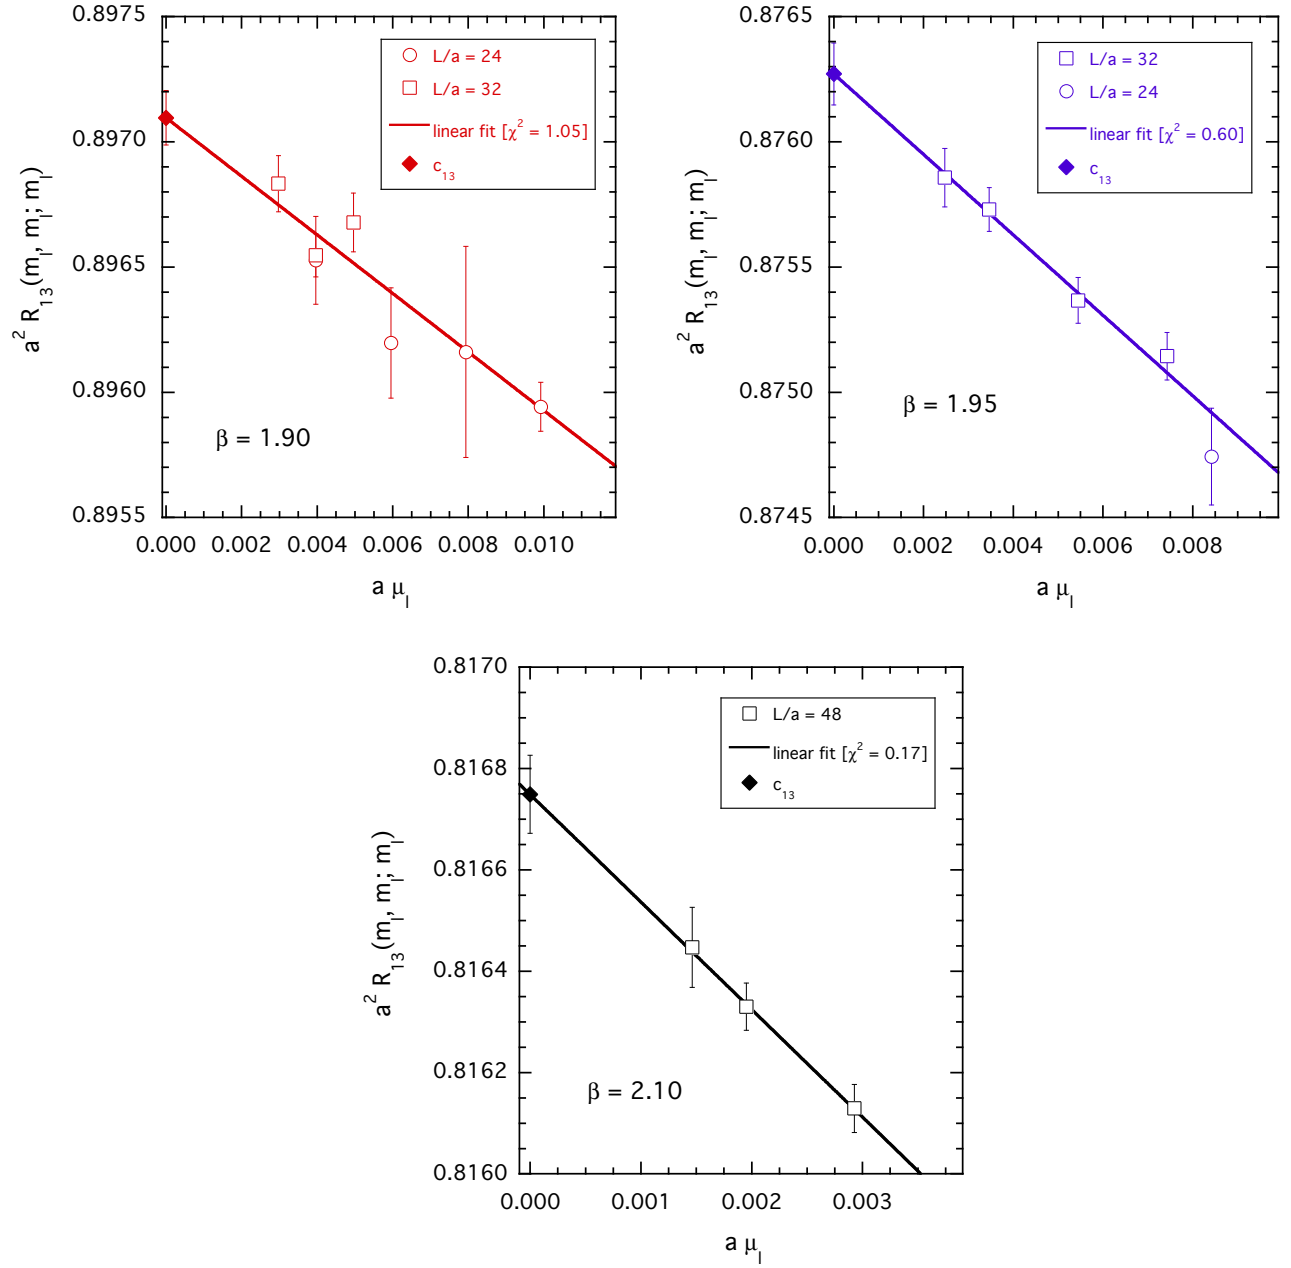 0.8975
0.8970
0.8965
0.8960
0.8955
a² R₁₃(mₗ, mₗ; mₗ)
L/a = 24
L/a = 32
linear fit [χ² = 1.05]
c₁₃
β = 1.90
0.000 0.002 0.004 0.006 0.008 0.010
a μₗ
0.8765
0.8760
0.8755
0.8750
0.8745
a² R₁₃(mₗ, mₗ; mₗ)
L/a = 32
L/a = 24
linear fit [χ² = 0.60]
c₁₃
β = 1.95
0.000 0.002 0.004 0.006 0.008
a μₗ
0.8170
0.8168
0.8166
0.8164
0.8162
0.8160
a² R₁₃(mₗ, mₗ; mₗ)
L/a = 48
linear fit [χ² = 0.17]
c₁₃
β = 2.10
0.000 0.001 0.002 0.003
a μₗ